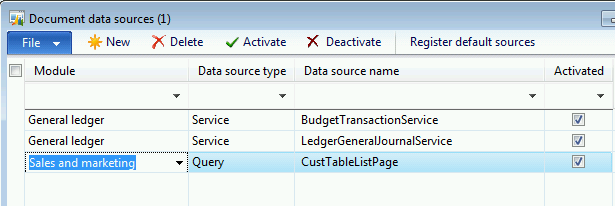 Document data sources (1)
File New Delete Activate Deactivate Register default sources
Module Data source type Data source name Activated
General ledger Service BudgetTransactionService
General ledger Service LedgerGeneralJournalService
Sales and marketing Query CustTableListPage